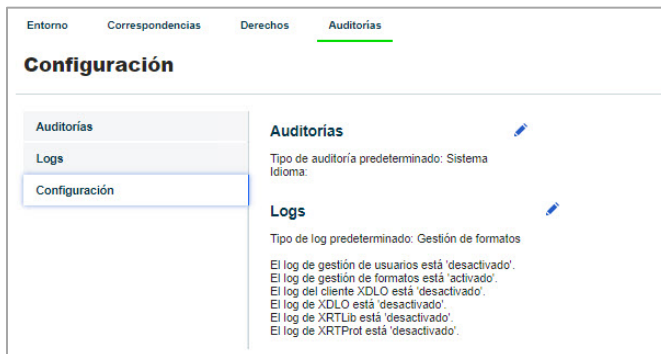 Entorno Correspondencias Derechos Auditorías
Configuración
Auditorías
Logs
Configuración
Auditorías
Tipo de auditoría predeterminado: Sistema
Idioma:
Logs
Tipo de log predeterminado: Gestión de formatos
El log de gestión de usuarios está 'desactivado'.
El log de gestión de formatos está 'activado'.
El log del cliente XDLO está 'desactivado'.
El log de XDLO está 'desactivado'.
El log de XRTLib está 'desactivado'.
El log de XRTProt está 'desactivado'.